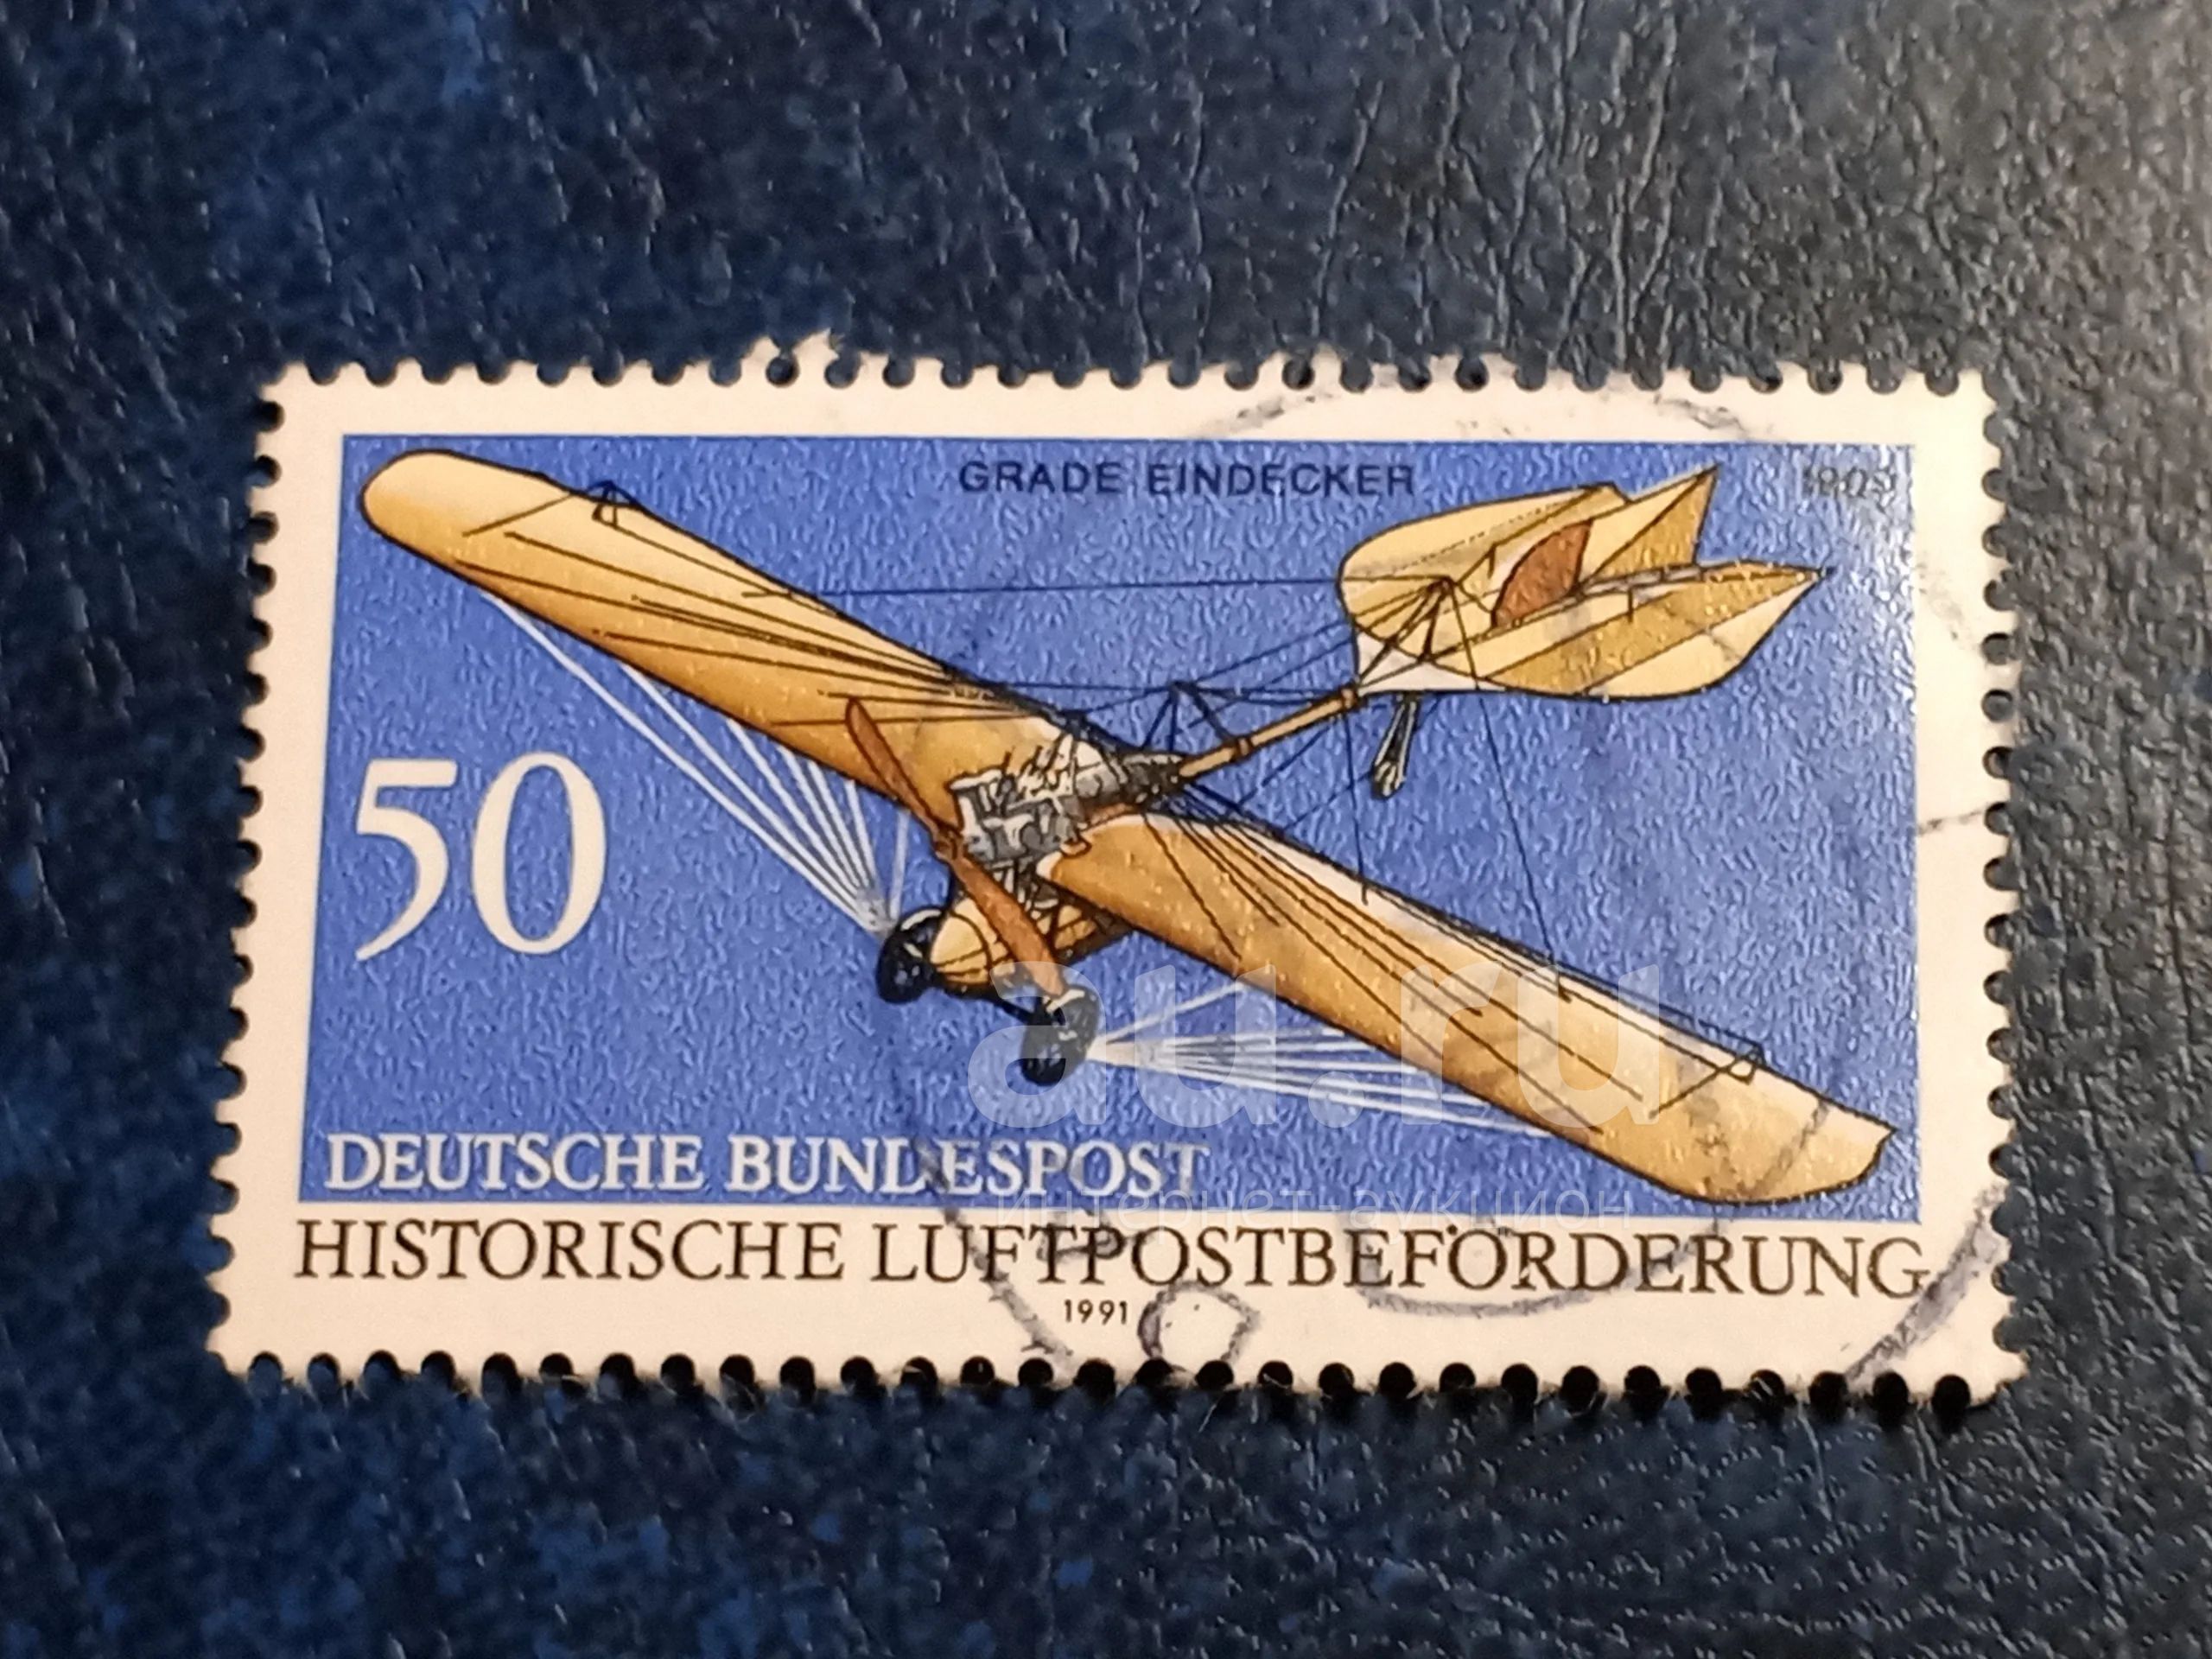 GRADE EINDECKER 1909
50
au.ru
DEUTSCHE BUNDESPOST
интернет-аукцион
HISTORISCHE LUFTPOSTBEFÖRDERUNG
1991